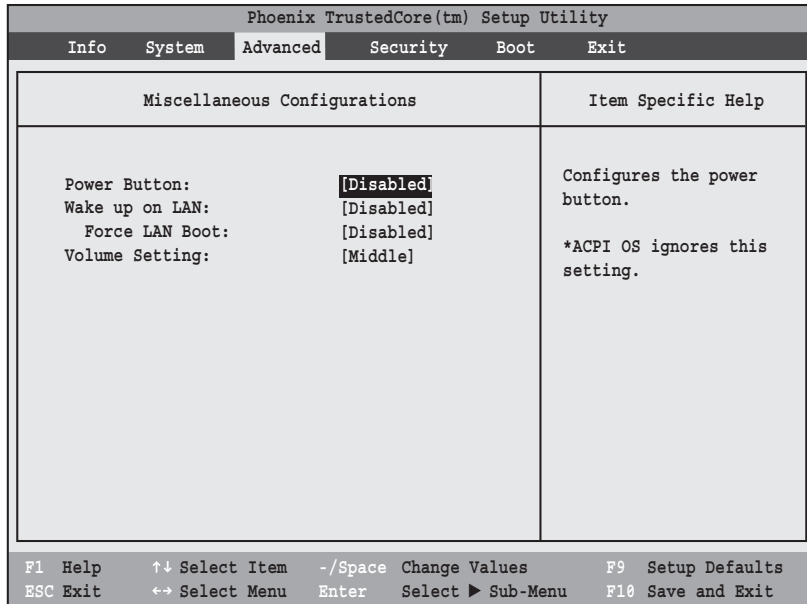 Phoenix TrustedCore(tm) Setup Utility
Info System Advanced Security Boot Exit
Miscellaneous Configurations
Item Specific Help
Power Button: [Disabled]
Wake up on LAN: [Disabled]
Force LAN Boot: [Disabled]
Volume Setting: [Middle]
Configures the power
button.
*ACPI OS ignores this
setting.
F1 Help ↑↓ Select Item -/Space Change Values F9 Setup Defaults
ESC Exit ←→ Select Menu Enter Select ▶ Sub-Menu F10 Save and Exit